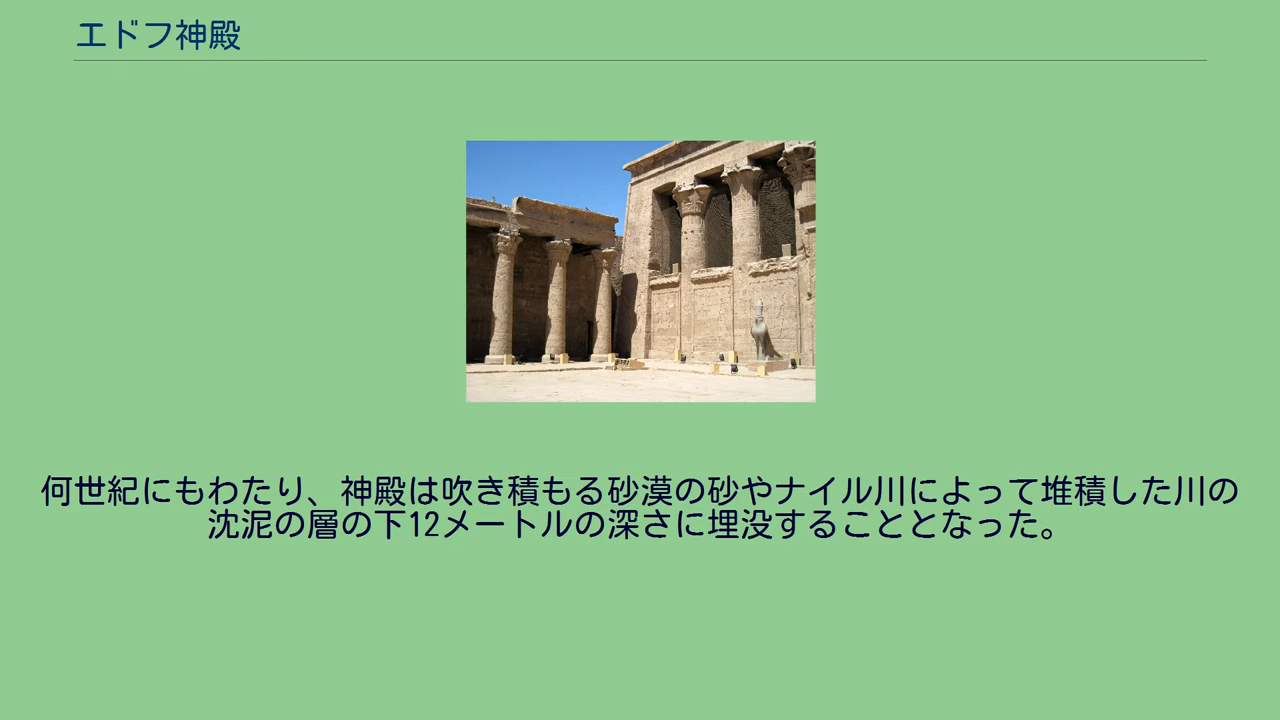 エドフ神殿
何世紀にもわたり、神殿は吹き積もる砂漠の砂やナイル川によって堆積した川の
沈泥の層の下12メートルの深さに埋没することとなった。